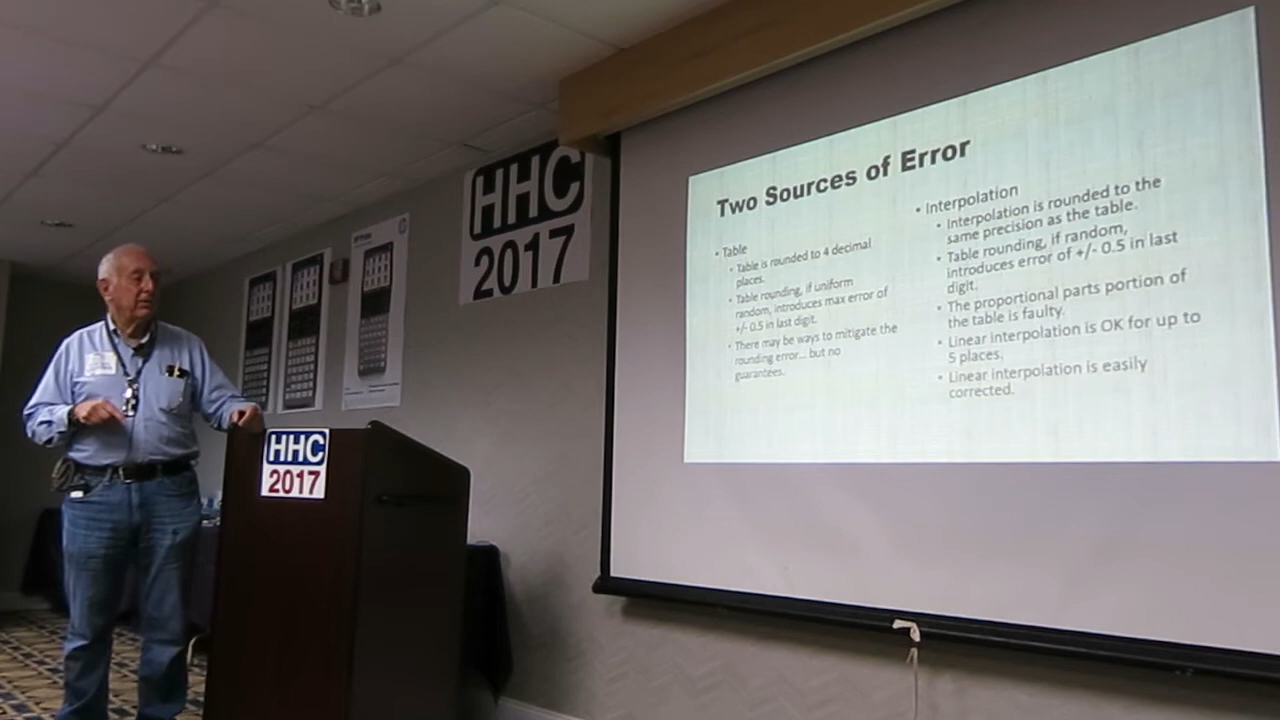 HHC
2017
HHC
2017
Two Sources of Error
• Table
• Table is rounded to 4 decimal
places.
• Table rounding, if uniform
random, introduces max error of
+/- 0.5 in last digit.
• There may be ways to mitigate the
rounding error... but no
guarantees.
• Interpolation
• Interpolation is rounded to the
same precision as the table.
• Table rounding, if random,
introduces error of +/- 0.5 in last
digit.
• The proportional parts portion of
the table is faulty.
• Linear interpolation is OK for up to
5 places.
• Linear interpolation is easily
corrected.